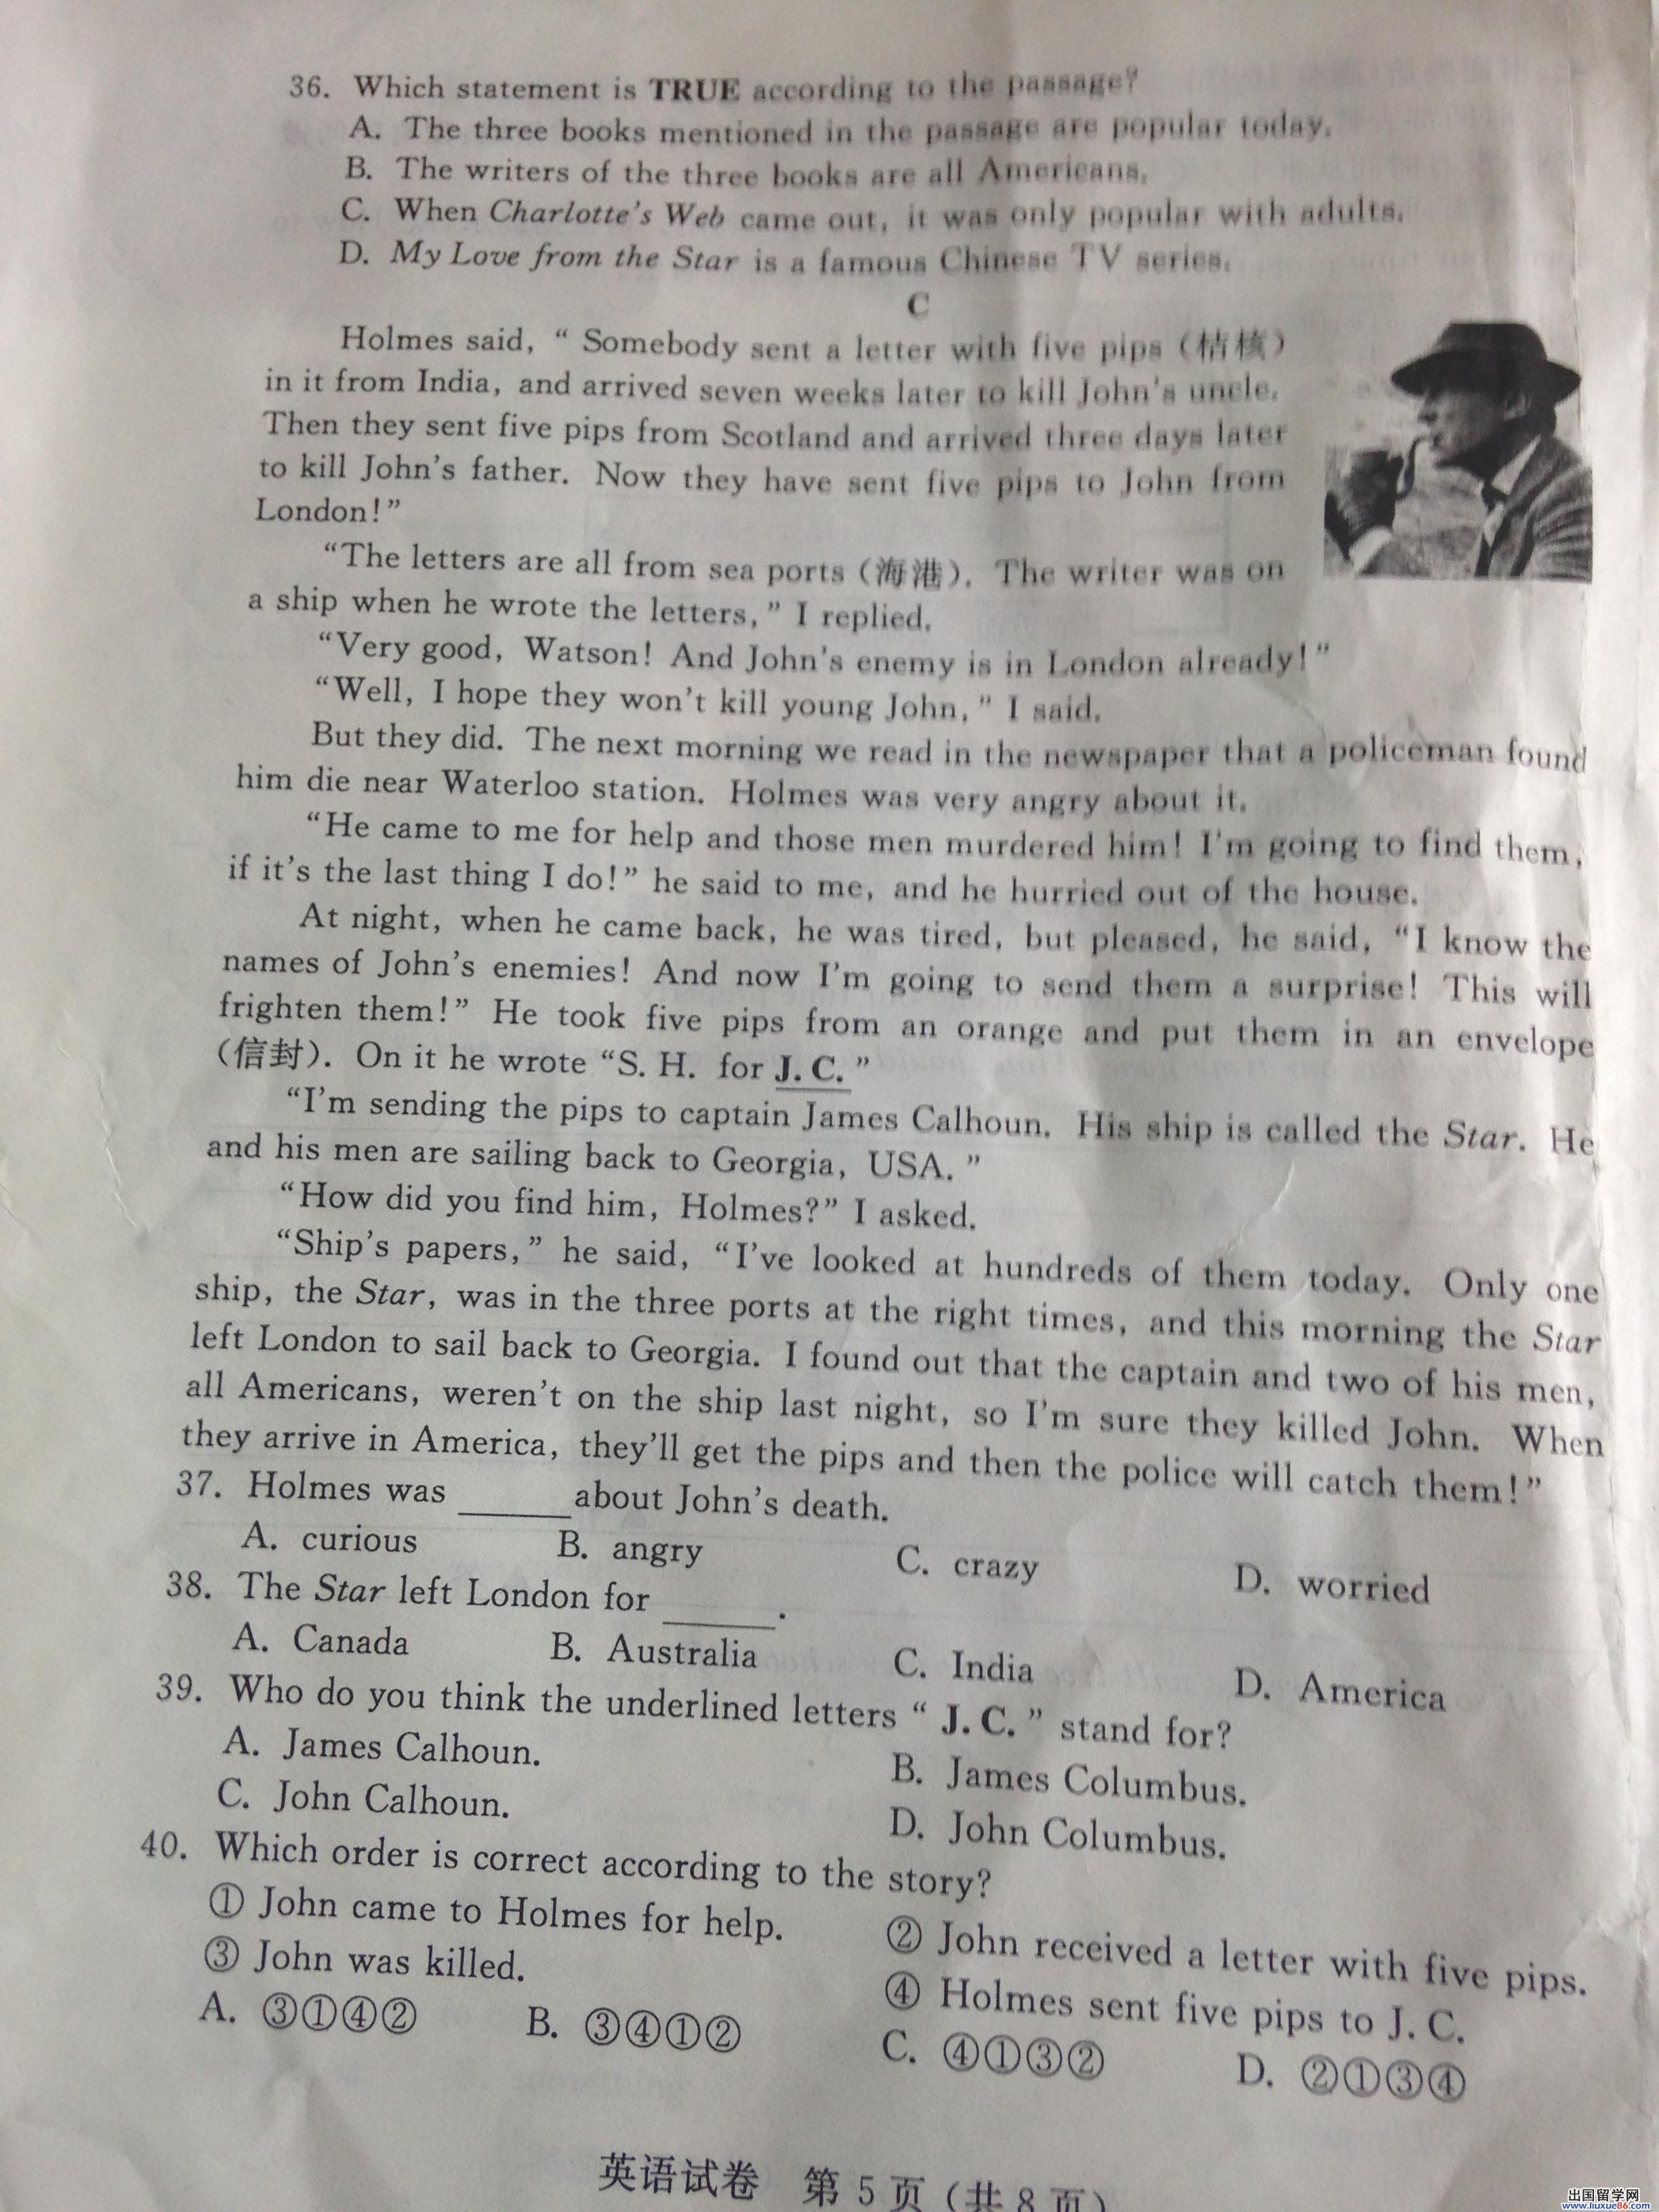 36. Which statement is TRUE according to the passage?
A. The three books mentioned in the passage are popular today.
B. The writers of the three books are all Americans.
C. When Charlotte's Web came out, it was only popular with adults.
D. My Love from the Star is a famous Chinese TV series.
C
Holmes said, “Somebody sent a letter with five pips (桔核)
in it from India, and arrived seven weeks later to kill John's uncle.
Then they sent five pips from Scotland and arrived three days later
to kill John's father. Now they have sent five pips to John from
London!”
“The letters are all from sea ports (海港). The writer was on
a ship when he wrote the letters,” I replied.
“Very good, Watson! And John's enemy is in London already!”
“Well, I hope they won't kill young John,” I said.
But they did. The next morning we read in the newspaper that a policeman found
him die near Waterloo station. Holmes was very angry about it.
“He came to me for help and those men murdered him! I'm going to find them,
if it's the last thing I do!” he said to me, and he hurried out of the house.
At night, when he came back, he was tired, but pleased, he said, “I know the
names of John's enemies! And now I'm going to send them a surprise! This will
frighten them!” He took five pips from an orange and put them in an envelope
(信封). On it he wrote “S. H. for J. C.”
“I'm sending the pips to captain James Calhoun. His ship is called the Star. He
and his men are sailing back to Georgia, USA.”
“How did you find him, Holmes?” I asked.
“Ship's papers,” he said, “I've looked at hundreds of them today. Only one
ship, the Star, was in the three ports at the right times, and this morning the Star
left London to sail back to Georgia. I found out that the captain and two of his men,
all Americans, weren't on the ship last night, so I'm sure they killed John. When
they arrive in America, they'll get the pips and then the police will catch them!”
37. Holmes was ______ about John's death.
A. curious B. angry C. crazy D. worried
38. The Star left London for ______.
A. Canada B. Australia C. India D. America
39. Who do you think the underlined letters “J. C.” stand for?
A. James Calhoun. B. James Columbus.
C. John Calhoun. D. John Columbus.
40. Which order is correct according to the story?
① John came to Holmes for help. ② John received a letter with five pips.
③ John was killed. ④ Holmes sent five pips to J. C.
A. ③①④② B. ③④①② C. ④①③② D. ②①③④
英语试卷 第 5 页 (共 8 页)
出国留学网
www.liuxue86.com